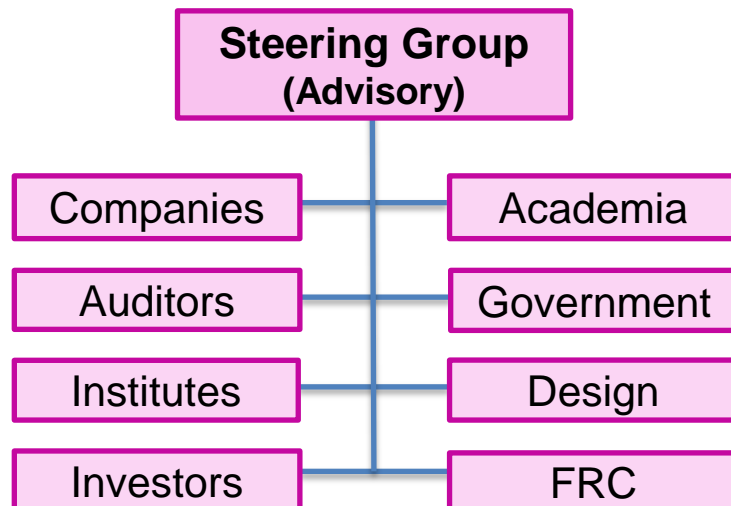 Steering Group
(Advisory)
Companies
Academia
Auditors
Government
Institutes
Design
Investors
FRC